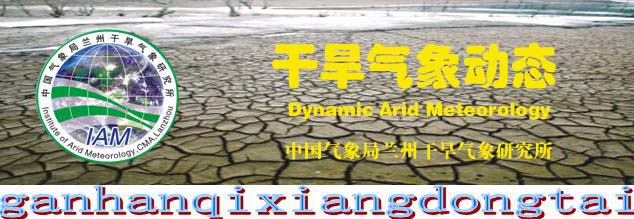 中国气象局兰州干旱气象研究所
IAM
Institute of Arid Meteorology, CMA, Lanzhou
干旱气象动态
Dynamic Arid Meteorology
中国气象局兰州干旱气象研究所
ganhanqixiangdongtai